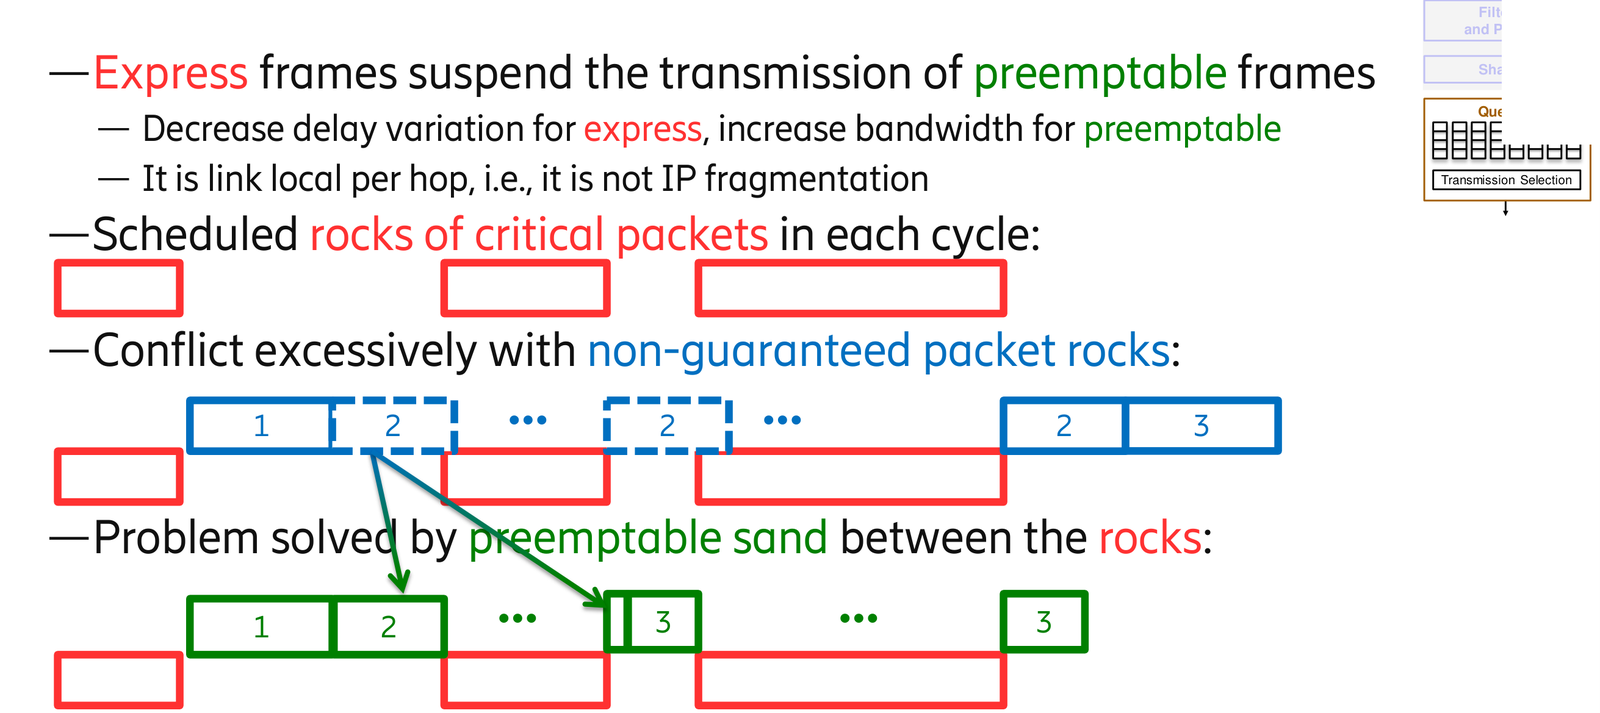 —Express frames suspend the transmission of preemptable frames
— Decrease delay variation for express, increase bandwidth for preemptable
— It is link local per hop, i.e., it is not IP fragmentation
—Scheduled rocks of critical packets in each cycle:
—Conflict excessively with non-guaranteed packet rocks:
1 2 ••• 2 ••• 2 3
—Problem solved by preemptable sand between the rocks:
1 2 ••• 3 ••• 3
and P
Sha
Que
Transmission Selection